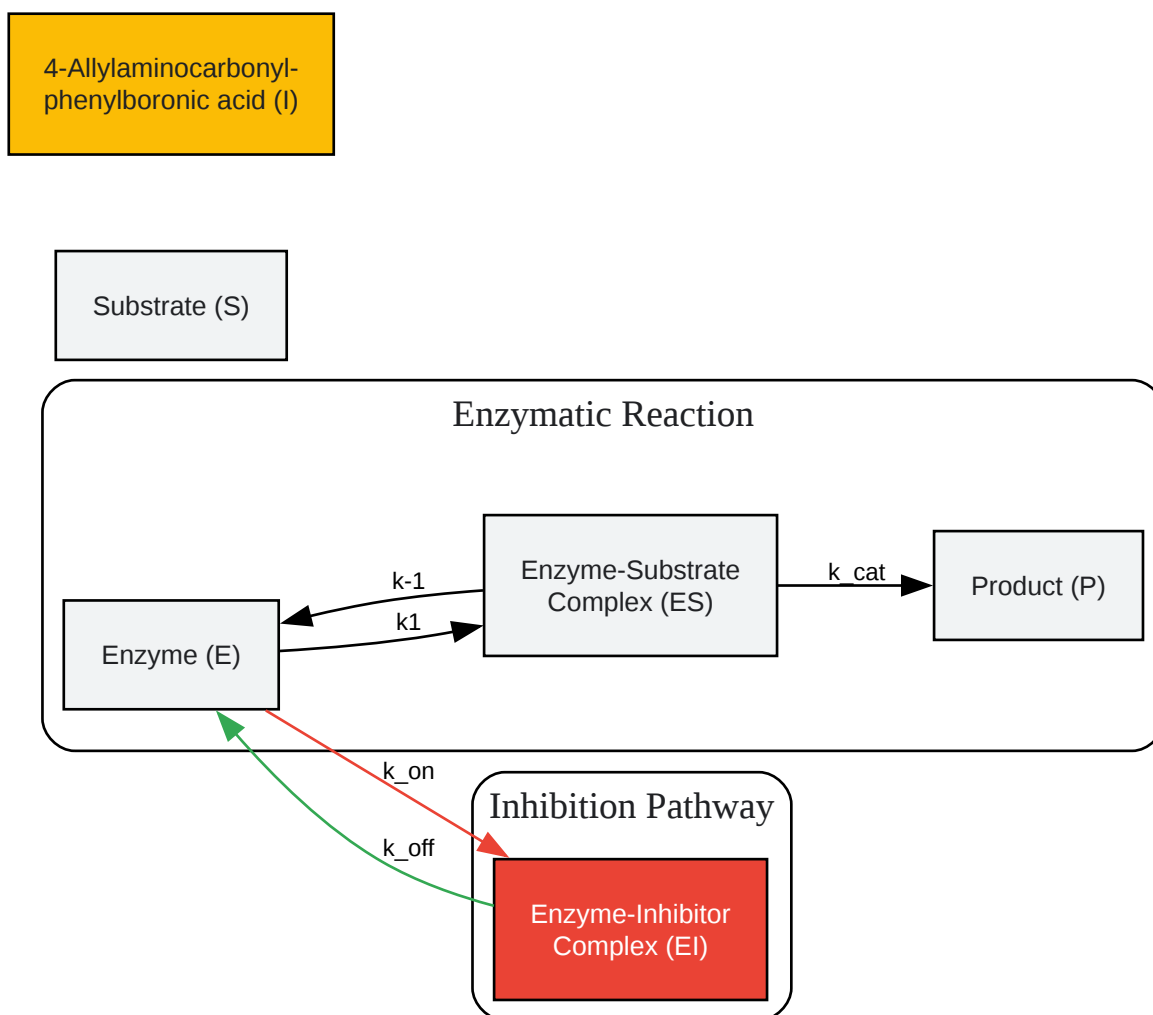 4-Allylaminocarbonyl-
phenylboronic acid (I)
Substrate (S)
Enzymatic Reaction
Enzyme-Substrate
Complex (ES)
k_cat
Product (P)
k-1
k1
Enzyme (E)
k_on
k_off
Inhibition Pathway
Enzyme-Inhibitor
Complex (EI)